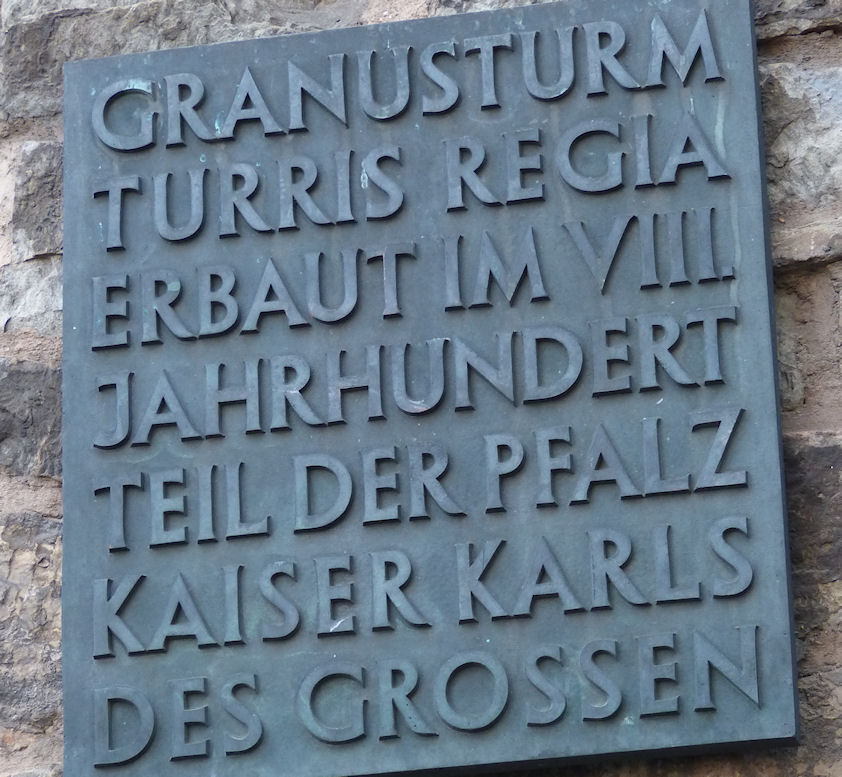 GRANUSTURM
TURRIS REGIA
ERBAUT IM VIII.
JAHRHUNDERT
TEIL DER PFALZ
KAISER KARLS
DES GROSSEN